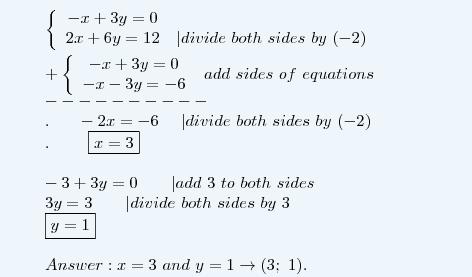 −x + 3y = 0
2x + 6y = 12 |divide both sides by (−2)
+ −x + 3y = 0
−x − 3y = −6 add sides of equations
− − − − − − − − − −
. − 2x = −6 |divide both sides by (−2)
. x = 3
− 3 + 3y = 0 |add 3 to both sides
3y = 3 |divide both sides by 3
y = 1
Answer : x = 3 and y = 1 → (3; 1).